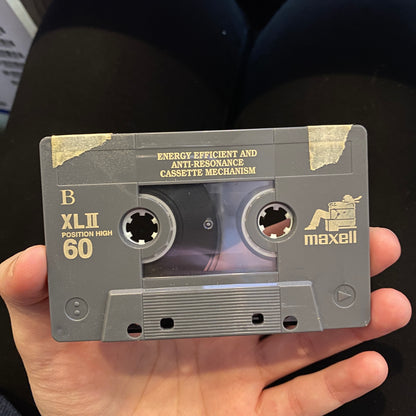 ENERGY EFFICIENT AND
ANTI-RESONANCE
CASSETTE MECHANISM
B
XLII
POSITION HIGH
60
maxell